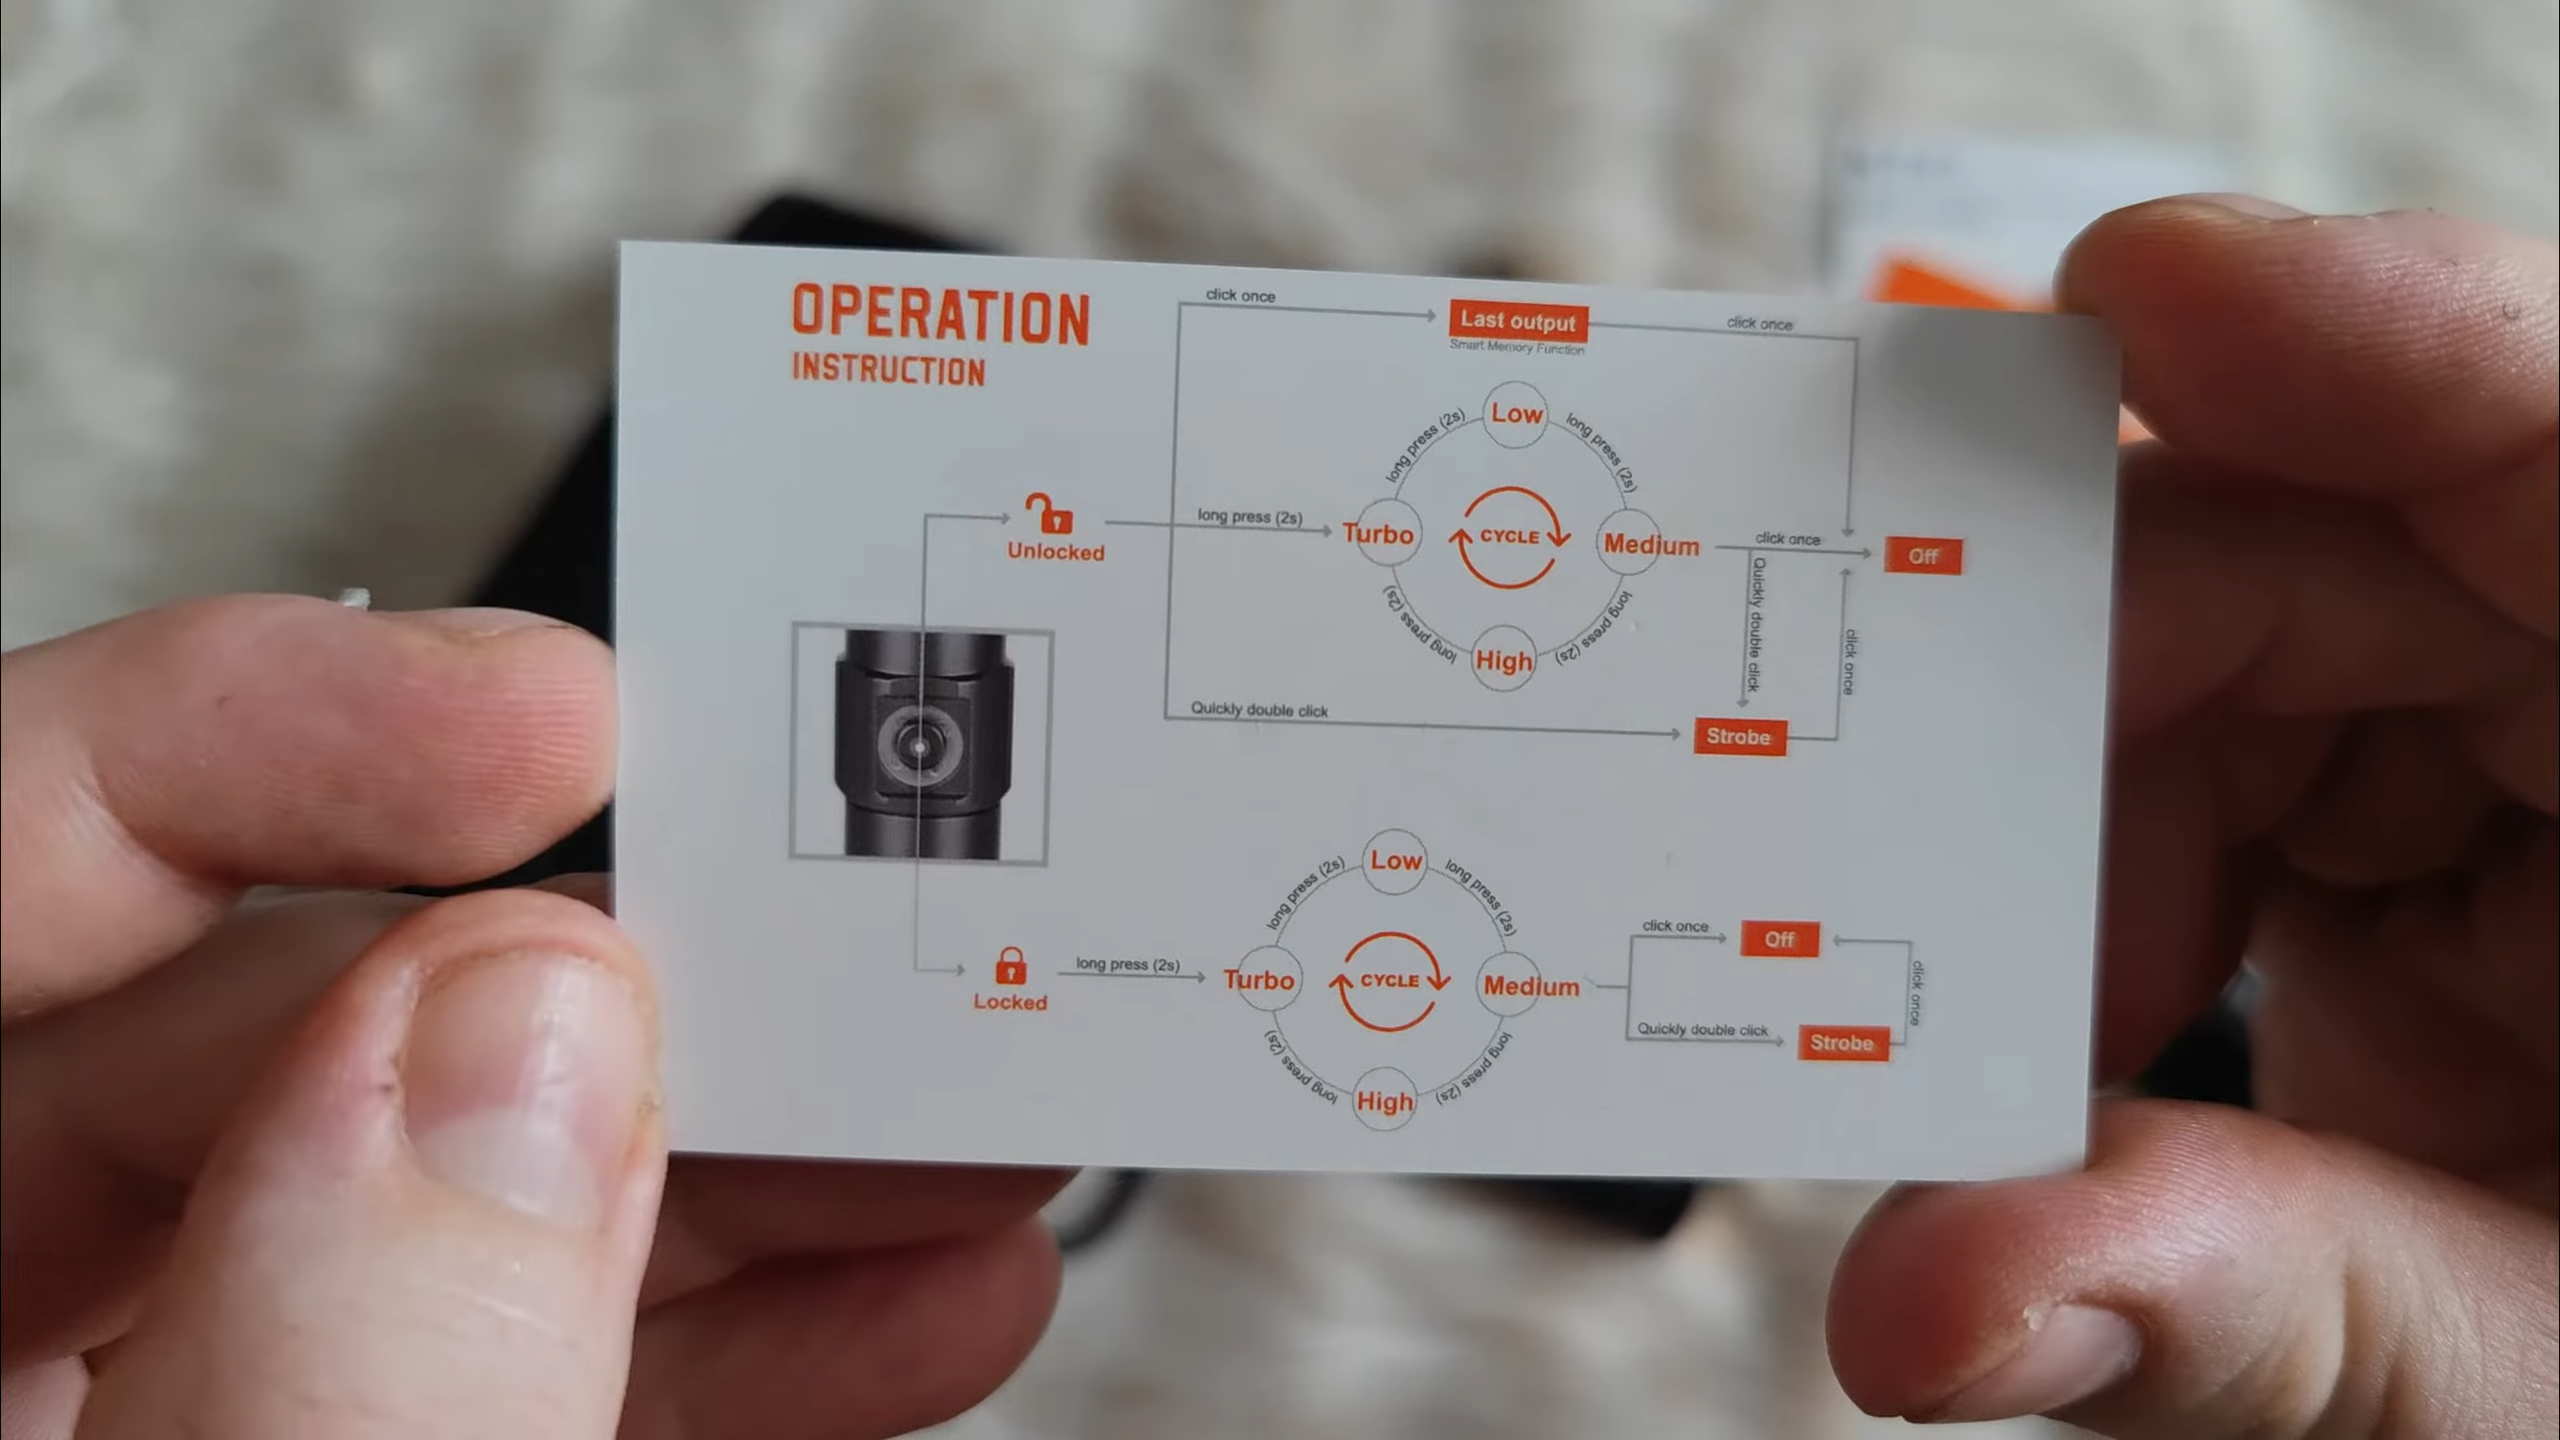 OPERATION
INSTRUCTION
click once
Last output
Smart Memory Function
click once
Low
long press (2s)
long press (2s)
Unlocked
long press (2s)
Turbo
CYCLE
Medium
click once
Off
long press (2s)
long press (2s)
High
Quickly double click
click once
Quickly double click
Strobe
Low
long press (2s)
long press (2s)
Locked
long press (2s)
Turbo
CYCLE
Medium
long press (2s)
long press (2s)
High
click once
Off
click once
Quickly double click
Strobe